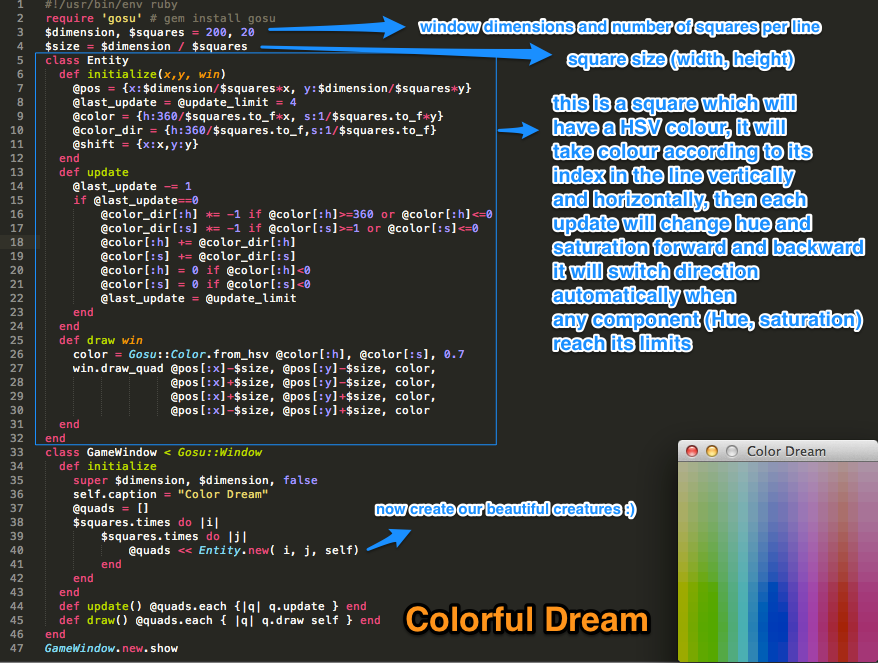 1 #!/usr/bin/env ruby
2 require 'gosu' # gem install gosu
3 $dimension, $squares = 200, 20
4 $size = $dimension / $squares
5 class Entity
6 def initialize(x,y, win)
7 @pos = {x:$dimension/$squares*x, y:$dimension/$squares*y}
8 @last_update = @update_limit = 4
9 @color = {h:360/$squares.to_f*x, s:1/$squares.to_f*y}
10 @color_dir = {h:360/$squares.to_f,s:1/$squares.to_f}
11 @shift = {x:x,y:y}
12 end
13 def update
14 @last_update -= 1
15 if @last_update==0
16 @color_dir[:h] *= -1 if @color[:h]>=360 or @color[:h]<=0
17 @color_dir[:s] *= -1 if @color[:s]>=1 or @color[:s]<=0
18 @color[:h] += @color_dir[:h]
19 @color[:s] += @color_dir[:s]
20 @color[:h] = 0 if @color[:h]<0
21 @color[:s] = 0 if @color[:s]<0
22 @last_update = @update_limit
23 end
24 end
25 def draw win
26 color = Gosu::Color.from_hsv @color[:h], @color[:s], 0.7
27 win.draw_quad @pos[:x]-$size, @pos[:y]-$size, color,
28 @pos[:x]+$size, @pos[:y]-$size, color,
29 @pos[:x]+$size, @pos[:y]+$size, color,
30 @pos[:x]-$size, @pos[:y]+$size, color
31 end
32 end
33 class GameWindow < Gosu::Window
34 def initialize
35 super $dimension, $dimension, false
36 self.caption = "Color Dream"
37 @quads = []
38 $squares.times do |i|
39 $squares.times do |j|
40 @quads << Entity.new( i, j, self)
41 end
42 end
43 end
44 def update() @quads.each {|q| q.update } end
45 def draw() @quads.each { |q| q.draw self } end
46 end
47 GameWindow.new.show
window dimensions and number of squares per line
square size (width, height)
this is a square which will
have a HSV colour, it will
take colour according to its
index in the line vertically
and horizontally, then each
update will change hue and
saturation forward and backward
it will switch direction
automatically when
any component (Hue, saturation)
reach its limits
now create our beautiful creatures :)
Colorful Dream
Color Dream